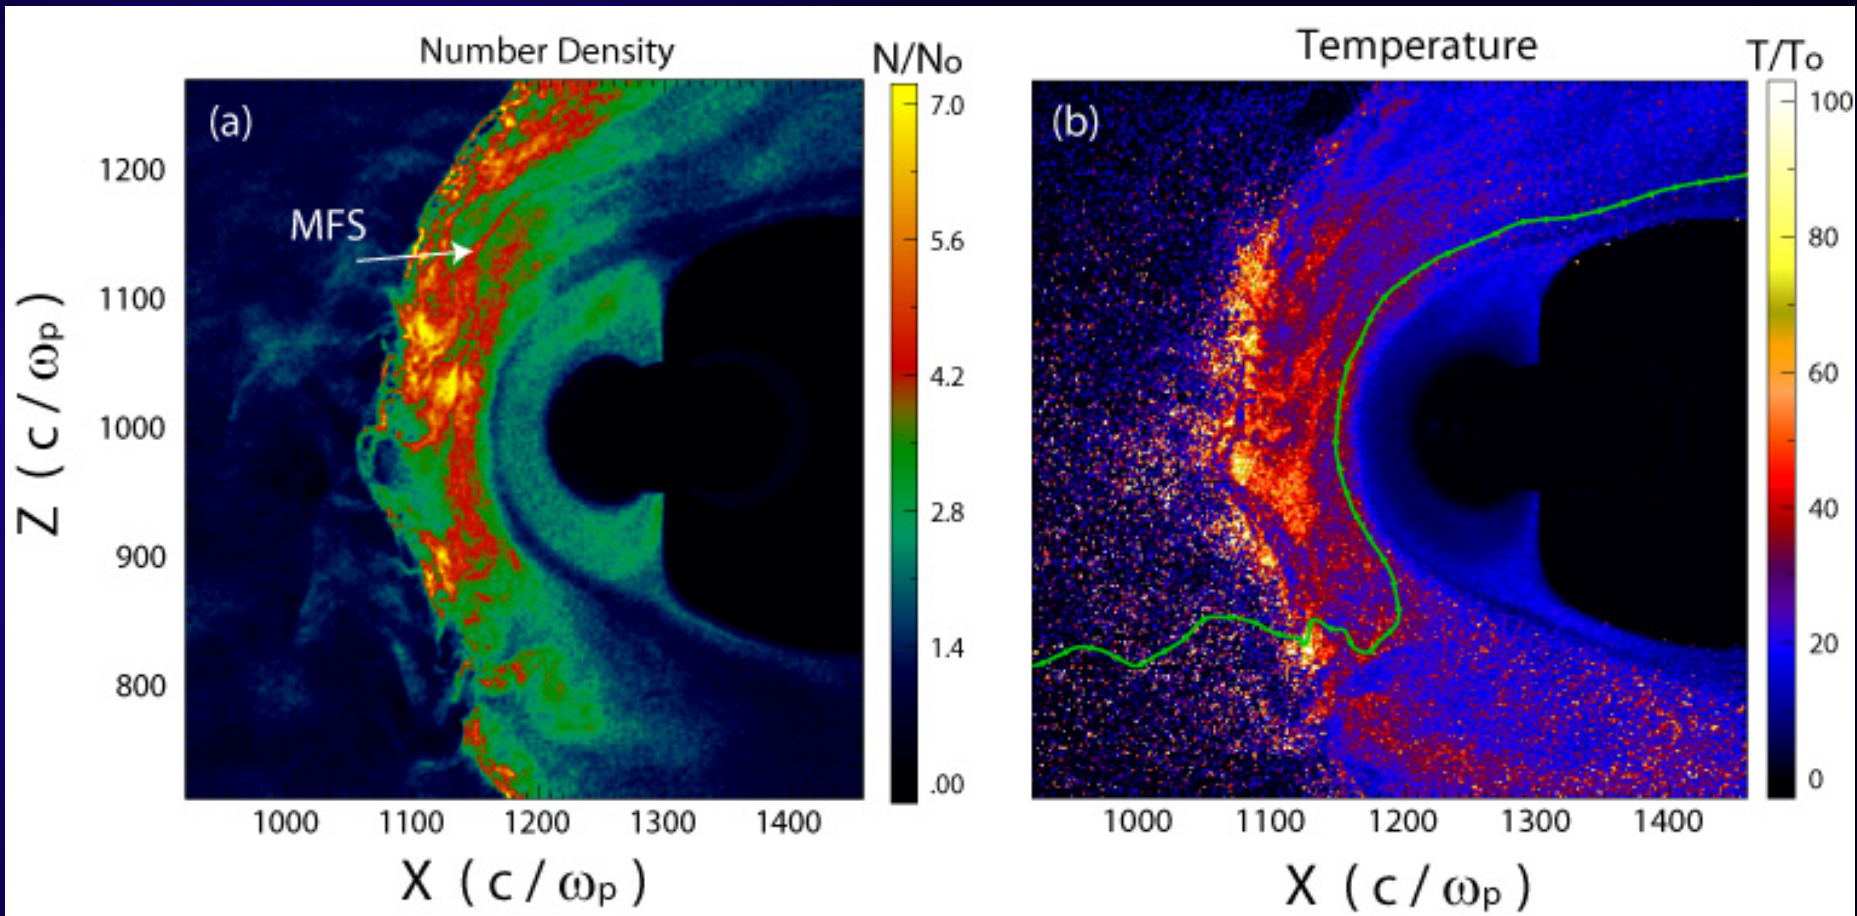 Number Density
N/No
(a)
MFS
7.0
5.6
4.2
2.8
1.4
.00
1200
1100
1000
900
800
Z ( c / ωp )
1000 1100 1200 1300 1400
X ( c / ωp )
Temperature
T/To
(b)
100
80
60
40
20
0
1000 1100 1200 1300 1400
X ( c / ωp )